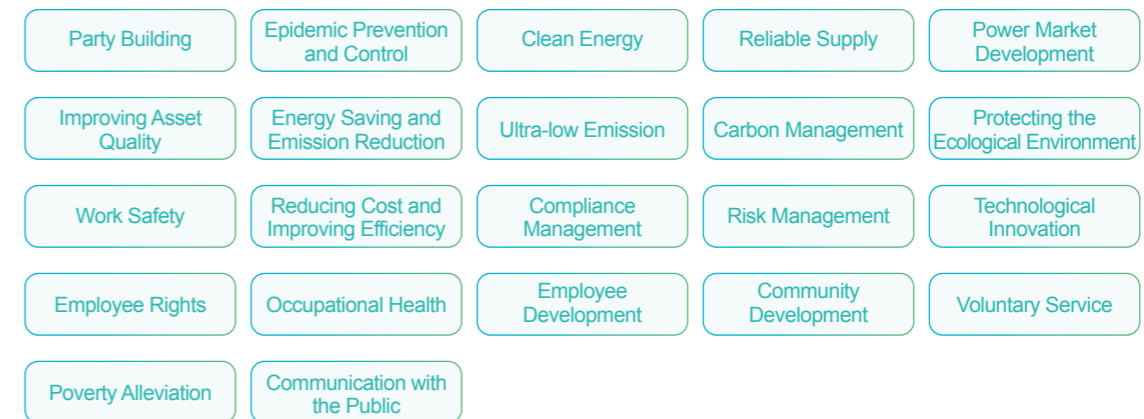 Party Building
Epidemic Prevention
and Control
Clean Energy
Reliable Supply
Power Market
Development
Improving Asset
Quality
Energy Saving and
Emission Reduction
Ultra-low Emission
Carbon Management
Protecting the
Ecological Environment
Work Safety
Reducing Cost and
Improving Efficiency
Compliance
Management
Risk Management
Technological
Innovation
Employee Rights
Occupational Health
Employee
Development
Community
Development
Voluntary Service
Poverty Alleviation
Communication with
the Public